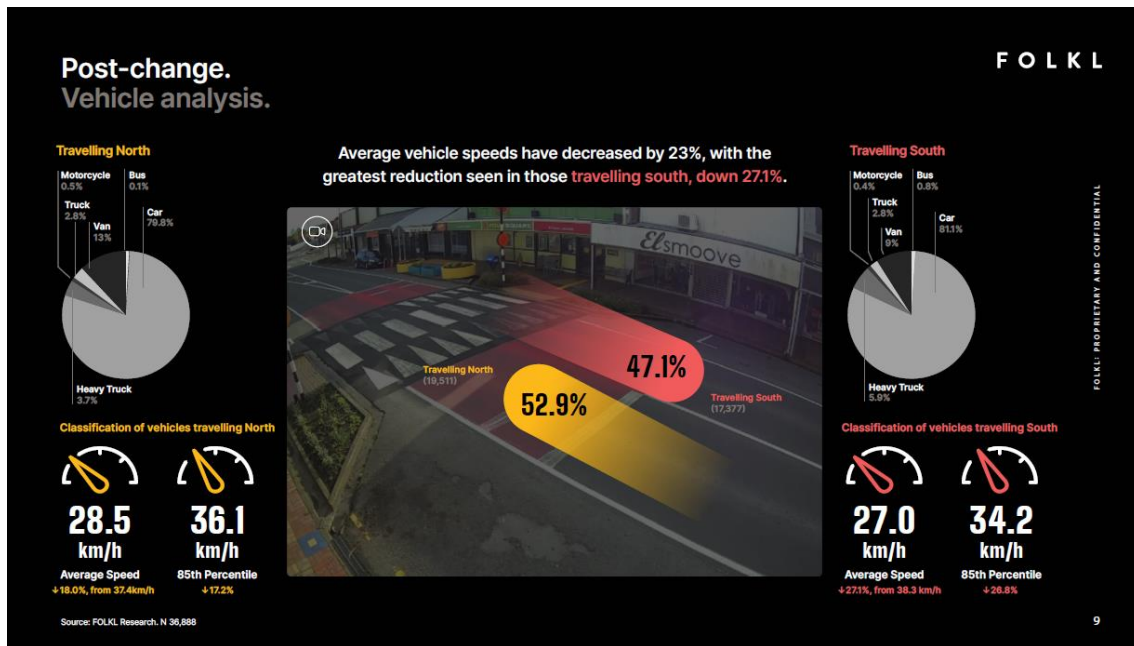 Post-change.
Vehicle analysis.
FOLKL
Travelling North
Motorcycle
0.5%
Bus
0.1%
Truck
2.8%
Van
13%
Car
79.8%
Heavy Truck
3.7%
Classification of vehicles travelling North
28.5
km/h
Average Speed
↓18.0%, from 37.4km/h
36.1
km/h
85th Percentile
↓17.2%
Average vehicle speeds have decreased by 23%, with the
greatest reduction seen in those travelling south, down 27.1%.
Elsmoove
47.1%
Travelling North
(19,511)
52.9%
Travelling South
(17,377)
Travelling South
Motorcycle
0.4%
Bus
0.8%
Truck
2.8%
Van
9%
Car
81.1%
Heavy Truck
5.9%
Classification of vehicles travelling South
27.0
km/h
Average Speed
↓27.1%, from 38.3 km/h
34.2
km/h
85th Percentile
↓26.8%
FOLKL: PROPRIETARY AND CONFIDENTIAL
Source: FOLKL Research. N 36,888
9